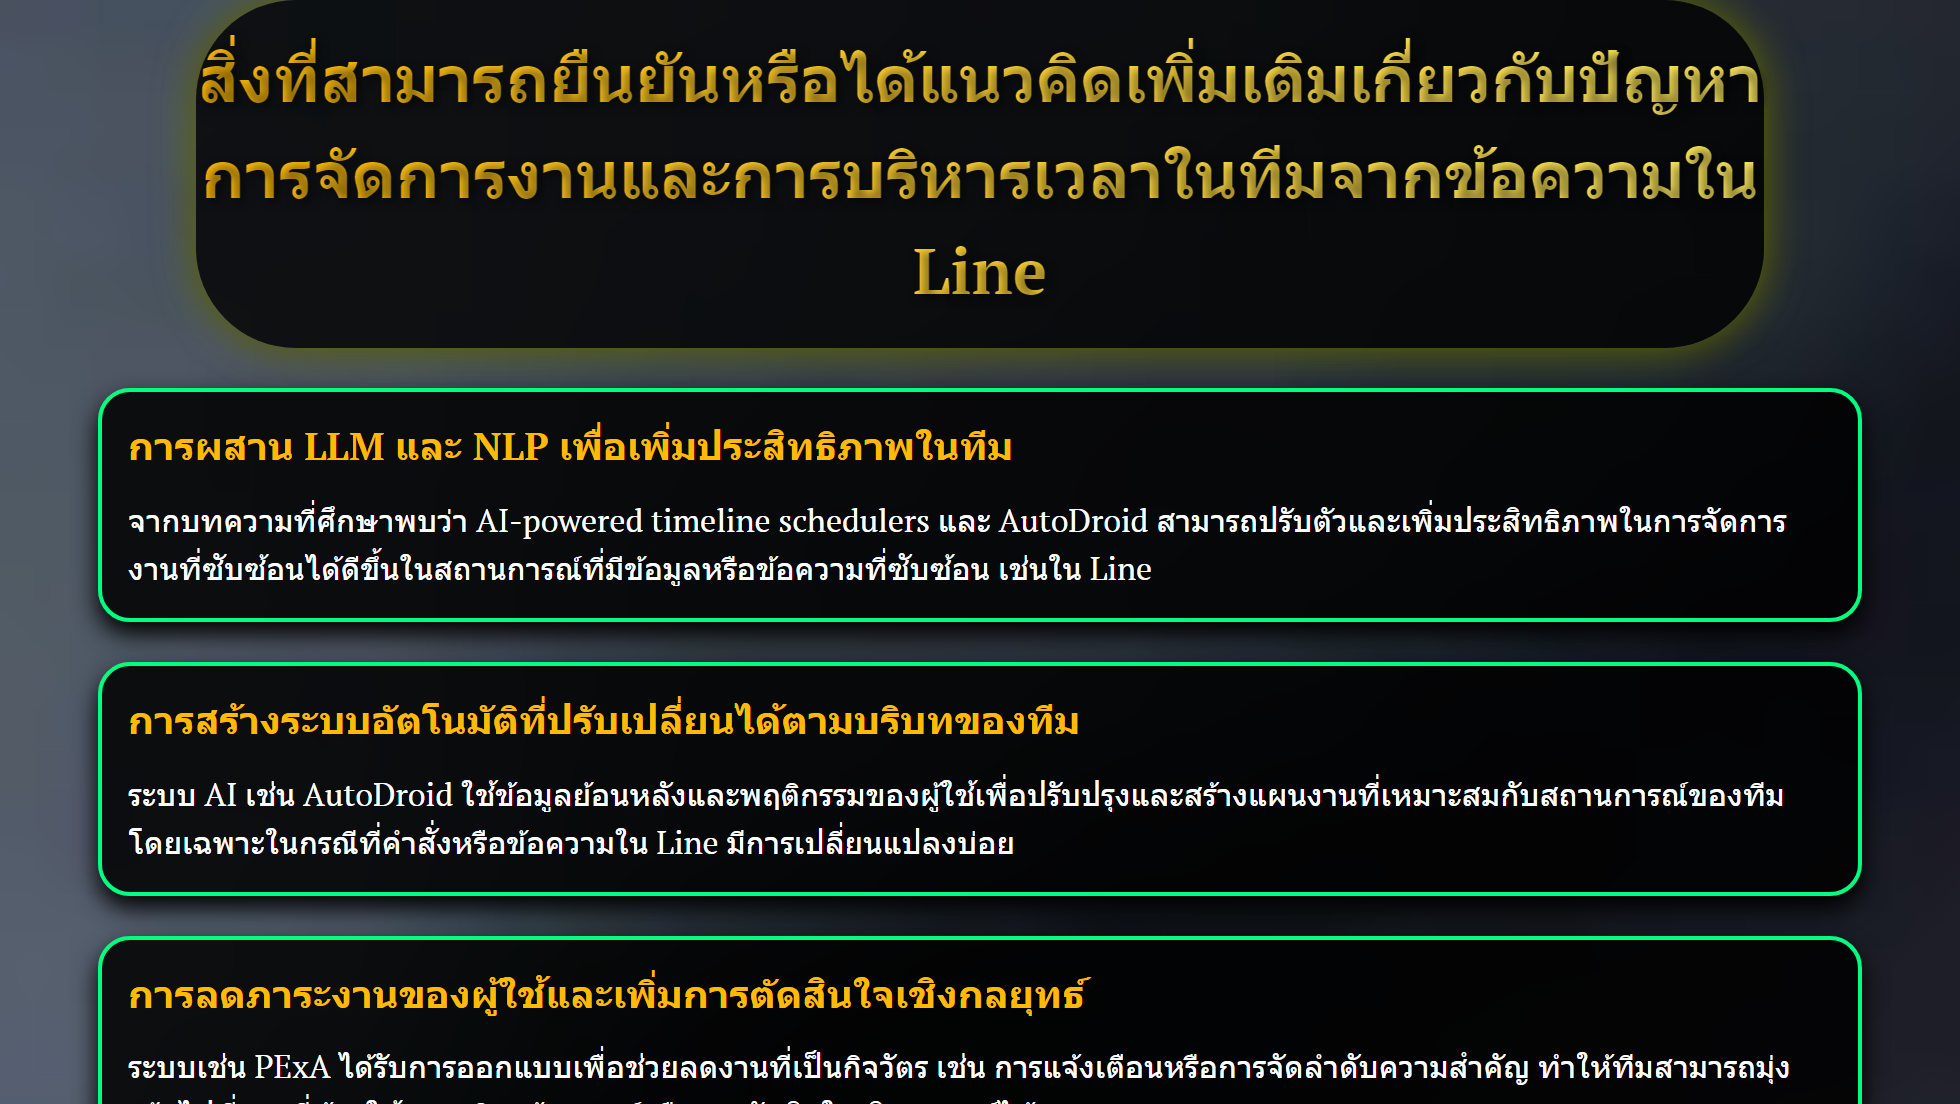 สิ่งที่สามารถยืนยันหรือได้แนวคิดเพิ่มเติมเกี่ยวกับปัญหา
การจัดการงานและการบริหารเวลาในทีมจากข้อความใน
Line
การผสาน LLM และ NLP เพื่อเพิ่มประสิทธิภาพในทีม
จากบทความที่ศึกษาพบว่า AI-powered timeline schedulers และ AutoDroid สามารถปรับตัวและเพิ่มประสิทธิภาพในการจัดการ
งานที่ซับซ้อนได้ดีขึ้นในสถานการณ์ที่มีข้อมูลหรือข้อความที่ซับซ้อน เช่นใน Line
การสร้างระบบอัตโนมัติที่ปรับเปลี่ยนได้ตามบริบทของทีม
ระบบ AI เช่น AutoDroid ใช้ข้อมูลย้อนหลังและพฤติกรรมของผู้ใช้เพื่อปรับปรุงและสร้างแผนงานที่เหมาะสมกับสถานการณ์ของทีม
โดยเฉพาะในกรณีที่คำสั่งหรือข้อความใน Line มีการเปลี่ยนแปลงบ่อย
การลดภาระงานของผู้ใช้และเพิ่มการตัดสินใจเชิงกลยุทธ์
ระบบเช่น PExA ได้รับการออกแบบเพื่อช่วยลดงานที่เป็นกิจวัตร เช่น การแจ้งเตือนหรือการจัดลำดับความสำคัญ ทำให้ทีมสามารถมุ่ง